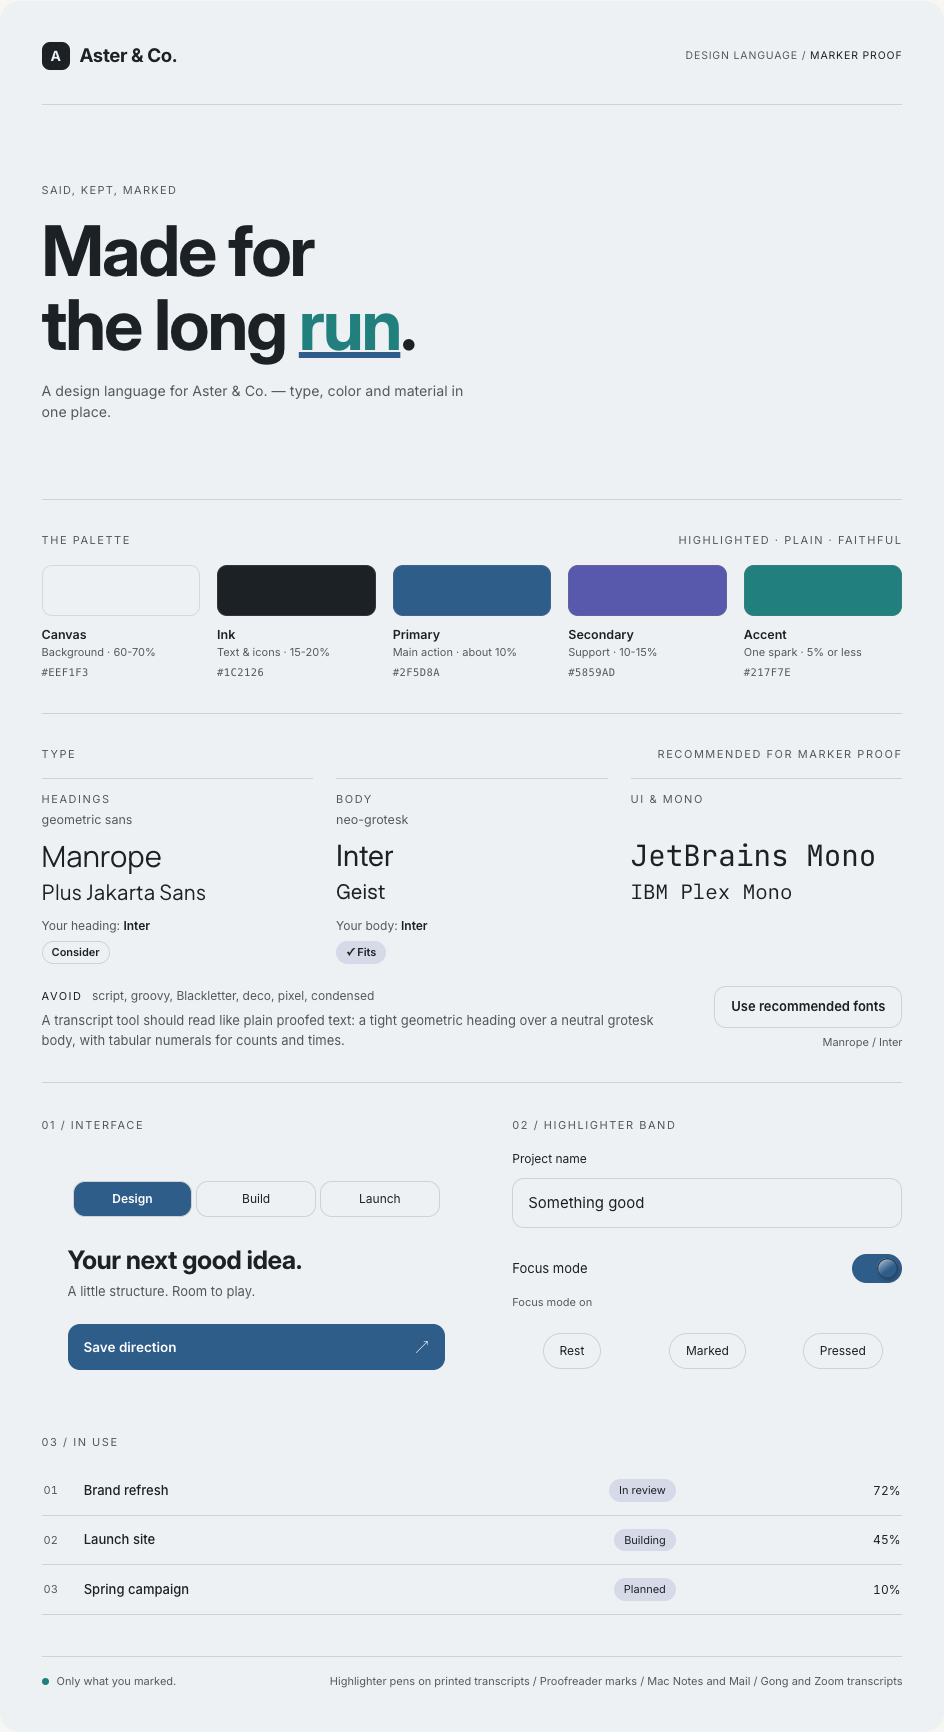 A Aster & Co.
DESIGN LANGUAGE / MARKER PROOF
SAID, KEPT, MARKED
Made for
the long run.
A design language for Aster & Co. — type, color and material in
one place.
THE PALETTE
HIGHLIGHTED · PLAIN · FAITHFUL
Canvas
Background · 60-70%
#EEF1F3
Ink
Text & icons · 15-20%
#1C2126
Primary
Main action · about 10%
#2F5D8A
Secondary
Support · 10-15%
#5859AD
Accent
One spark · 5% or less
#217F7E
TYPE
RECOMMENDED FOR MARKER PROOF
HEADINGS
geometric sans
Manrope
Plus Jakarta Sans
Your heading: Inter
Consider
BODY
neo-grotesk
Inter
Geist
Your body: Inter
✓ Fits
UI & MONO
JetBrains Mono
IBM Plex Mono
AVOID script, groovy, Blackletter, deco, pixel, condensed
A transcript tool should read like plain proofed text: a tight geometric heading over a neutral grotesk
body, with tabular numerals for counts and times.
Use recommended fonts
Manrope / Inter
01 / INTERFACE
Design
Build
Launch
Your next good idea.
A little structure. Room to play.
Save direction ↗
02 / HIGHLIGHTER BAND
Project name
Something good
Focus mode
Focus mode on
Rest
Marked
Pressed
03 / IN USE
01 Brand refresh In review 72%
02 Launch site Building 45%
03 Spring campaign Planned 10%
Only what you marked.
Highlighter pens on printed transcripts / Proofreader marks / Mac Notes and Mail / Gong and Zoom transcripts